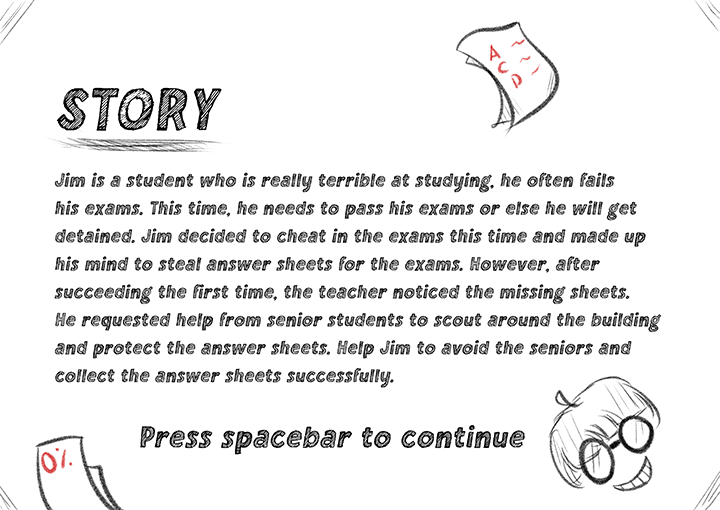 A
C
D
STORY
Jim is a student who is really terrible at studying, he often fails
his exams. This time, he needs to pass his exams or else he will get
detained. Jim decided to cheat in the exams this time and made up
his mind to steal answer sheets for the exams. However, after
succeeding the first time, the teacher noticed the missing sheets.
He requested help from senior students to scout around the building
and protect the answer sheets. Help Jim to avoid the seniors and
collect the answer sheets successfully.
Press spacebar to continue
0%